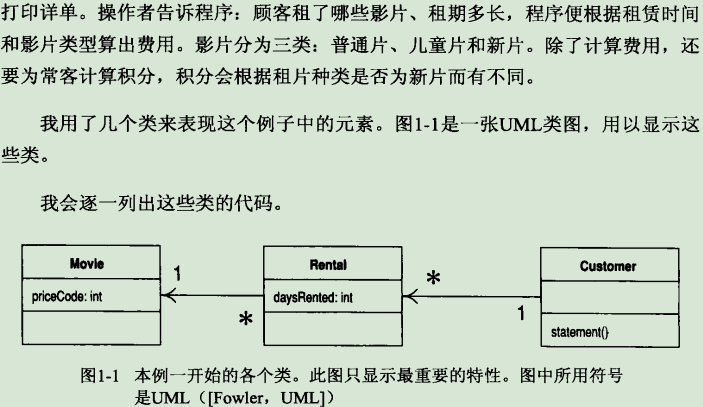 打印详单。操作者告诉程序：顾客租了哪些影片、租期多长，程序便根据租赁时间
和影片类型算出费用。影片分为三类：普通片、儿童片和新片。除了计算费用，还
要为常客计算积分，积分会根据租片种类是否为新片而有不同。
我用了几个类来表现这个例子中的元素。图1-1是一张UML类图，用以显示这
些类。
我会逐一列出这些类的代码。
Movie
priceCode: int
1
*
Rental
daysRented: int
*
1
Customer
statement()
图1-1 本例一开始的各个类。此图只显示最重要的特性。图中所用符号
是UML（[Fowler，UML]）